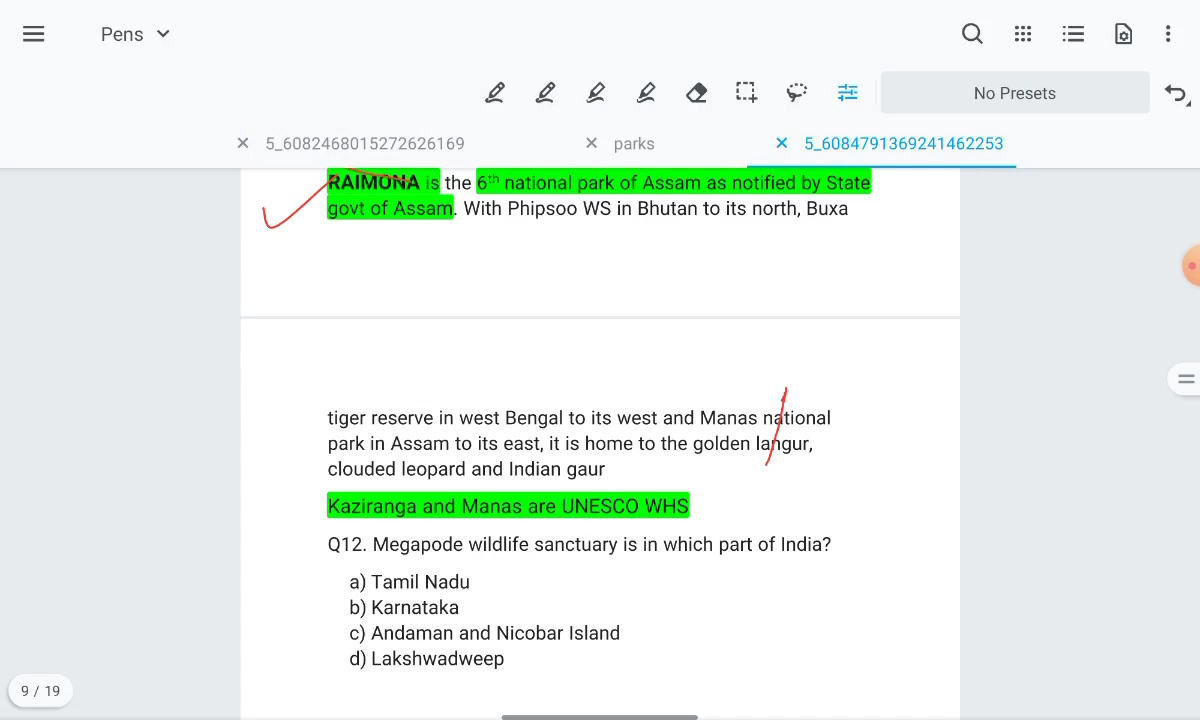 Pens
No Presets
5_6082468015272626169
parks
5_6084791369241462253
RAIMONA is the 6th national park of Assam as notified by State
govt of Assam. With Phipsoo WS in Bhutan to its north, Buxa
tiger reserve in west Bengal to its west and Manas national
park in Assam to its east, it is home to the golden langur,
clouded leopard and Indian gaur
Kaziranga and Manas are UNESCO WHS
Q12. Megapode wildlife sanctuary is in which part of India?
a) Tamil Nadu
b) Karnataka
c) Andaman and Nicobar Island
d) Lakshwadweep
9 / 19